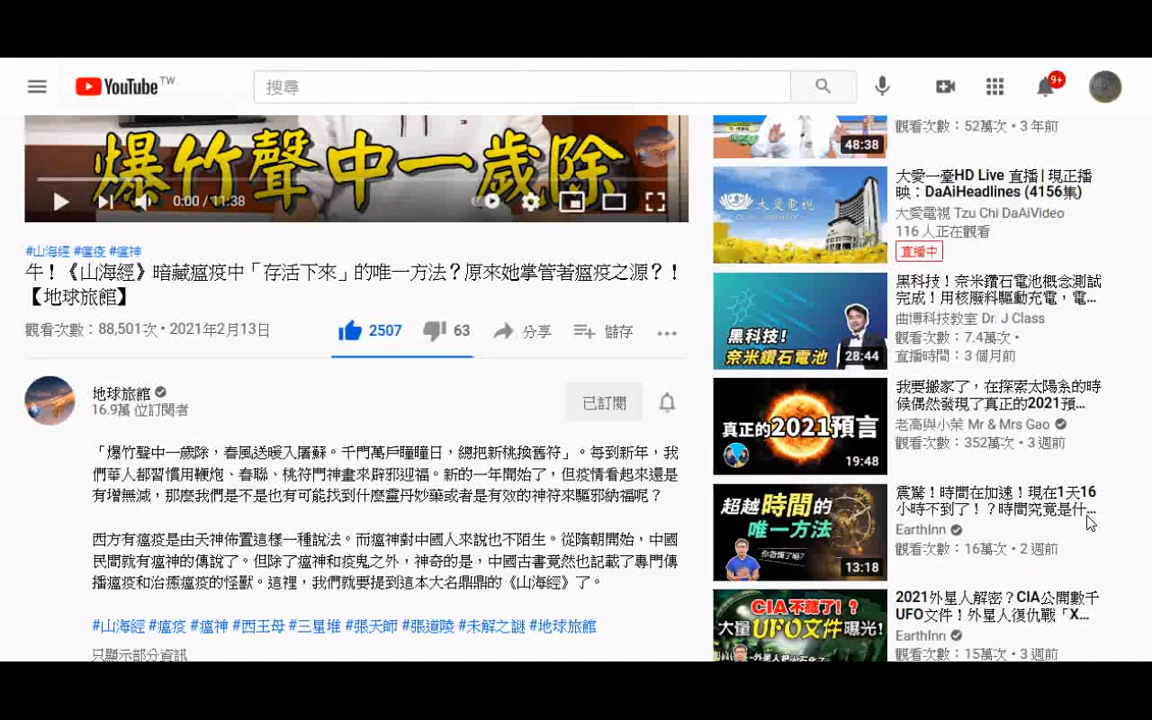 YouTube TW
搜尋
9+
爆竹聲中一歲除
0:00 / 11:38
#山海經 #瘟疫 #瘟神
牛！《山海經》暗藏瘟疫中「存活下來」的唯一方法？原來她掌管著瘟疫之源？！
【地球旅館】
觀看次數：88,501次 • 2021年2月13日
2507
63
分享
儲存
地球旅館
16.9萬 位訂閱者
已訂閱
「爆竹聲中一歲除，春風送暖入屠蘇。千門萬戶曈曈日，總把新桃換舊符」。每到新年，我
們華人都習慣用鞭炮、春聯、桃符門神畫來辟邪迎福。新的一年開始了，但疫情看起來還是
有增無減，那麼我們是不是也有可能找到什麼靈丹妙藥或者是有效的神符來驅邪納福呢？
西方有瘟疫是由天神佈置這樣一種說法。而瘟神對中國人來說也不陌生。從隋朝開始，中國
民間就有瘟神的傳說了。但除了瘟神和疫鬼之外，神奇的是，中國古書竟然也記載了專門傳
播瘟疫和治癒瘟疫的怪獸。這裡，我們就要提到這本大名鼎鼎的《山海經》了。
#山海經 #瘟疫 #瘟神 #西王母 #三星堆 #張天師 #張道陵 #未解之謎 #地球旅館
只顯示部分資訊
48:38
觀看次數：52萬次 • 3 年前
大愛電視
大愛一臺HD Live 直播 | 現正播
映：DaAiHeadlines (4156集)
大愛電視 Tzu Chi DaAiVideo
116 人正在觀看
直播中
黑科技！
奈米鑽石電池
28:44
黑科技！奈米鑽石電池概念測試
完成！用核廢料驅動充電，電...
曲博科技教室 Dr. J Class
觀看次數：7.4萬次 •
直播時間：3 個月前
真正的2021預言
19:48
我要搬家了，在探索太陽系的時
候偶然發現了真正的2021預...
老高與小茉 Mr & Mrs Gao
觀看次數：352萬次 • 3 週前
超越時間的
唯一方法
你看懂了嗎?
13:18
震驚！時間在加速！現在1天16
小時不到了！？時間究竟是什...
EarthInn
觀看次數：16萬次 • 2 週前
CIA不藏了！?
大量UFO文件曝光!
2021外星人解密？CIA公開數千
UFO文件！外星人復仇戰「X...
EarthInn
觀看次數：15萬次 • 3 週前